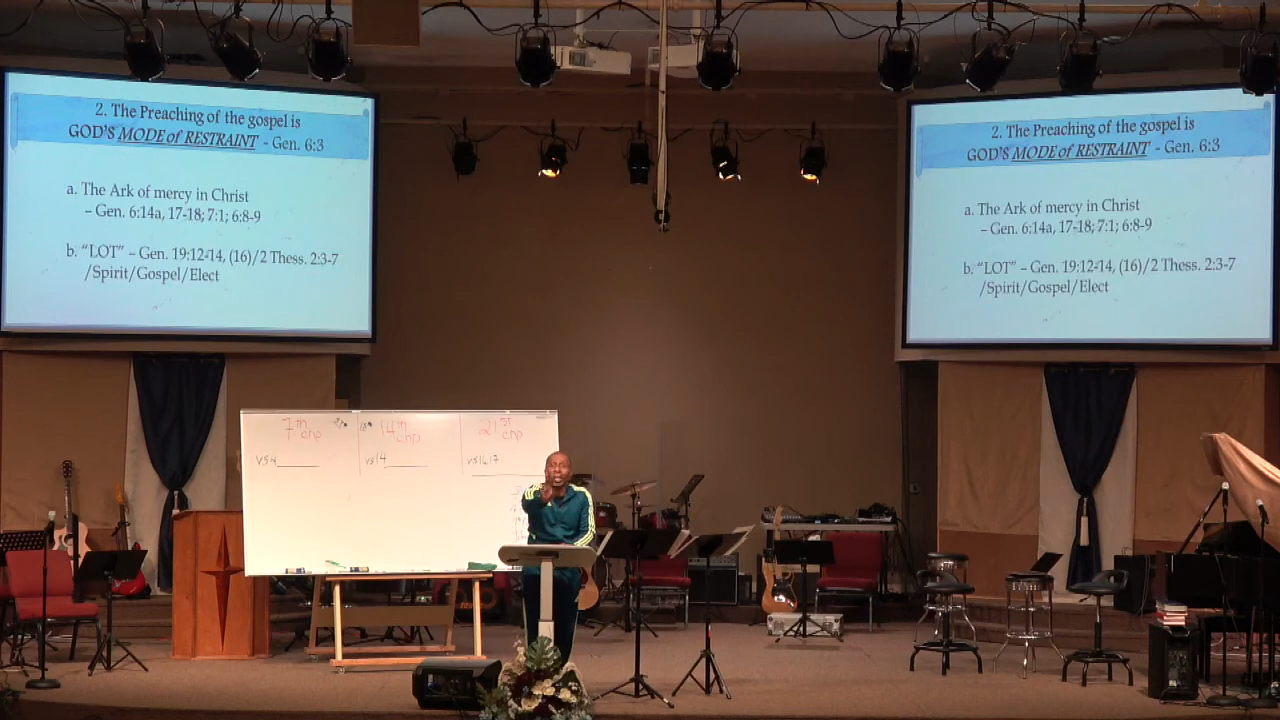 2. The Preaching of the gospel is
GOD'S MODE of RESTRAINT - Gen. 6:3
a. The Ark of mercy in Christ
– Gen. 6:14a, 17-18; 7:1; 6:8-9
b. “LOT” – Gen. 19:12-14, (16)/2 Thess. 2:3-7
/Spirit/Gospel/Elect
2. The Preaching of the gospel is
GOD'S MODE of RESTRAINT - Gen. 6:3
a. The Ark of mercy in Christ
– Gen. 6:14a, 17-18; 7:1; 6:8-9
b. “LOT” – Gen. 19:12-14, (16)/2 Thess. 2:3-7
/Spirit/Gospel/Elect
7th 14th 21st
chp chp chp
vs14 vs16,17